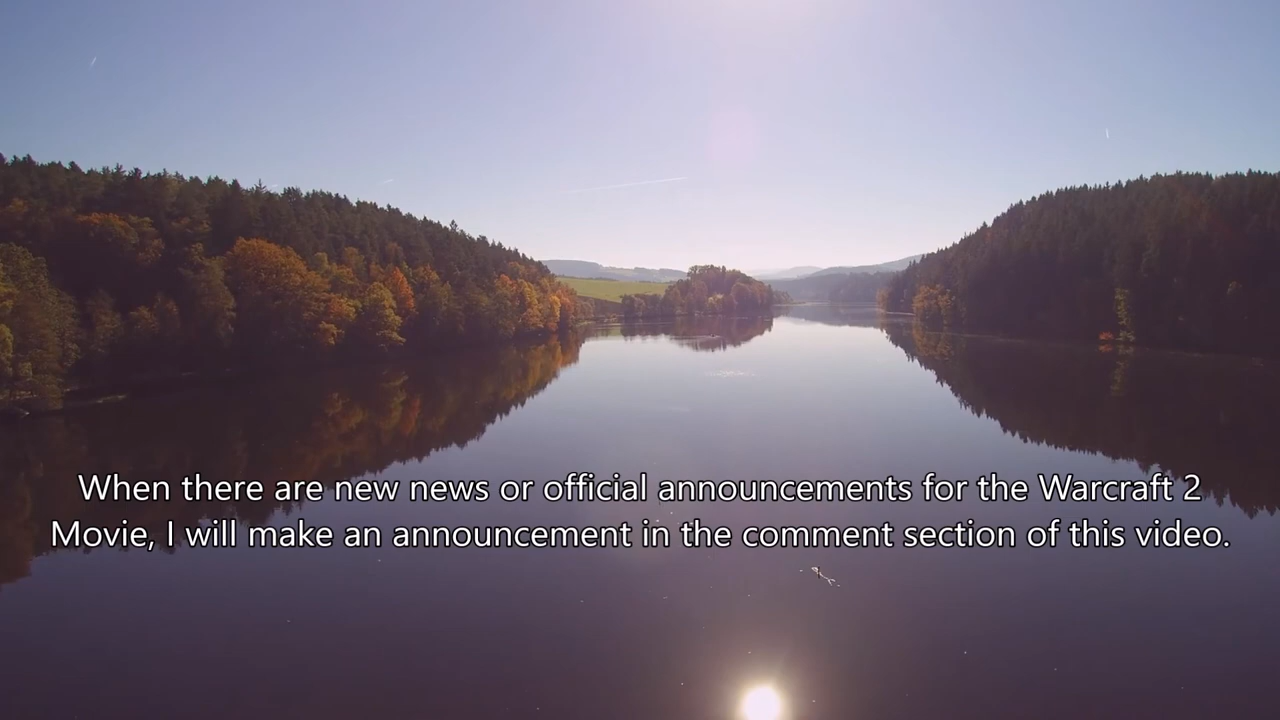 When there are new news or official announcements for the Warcraft 2
Movie, I will make an announcement in the comment section of this video.